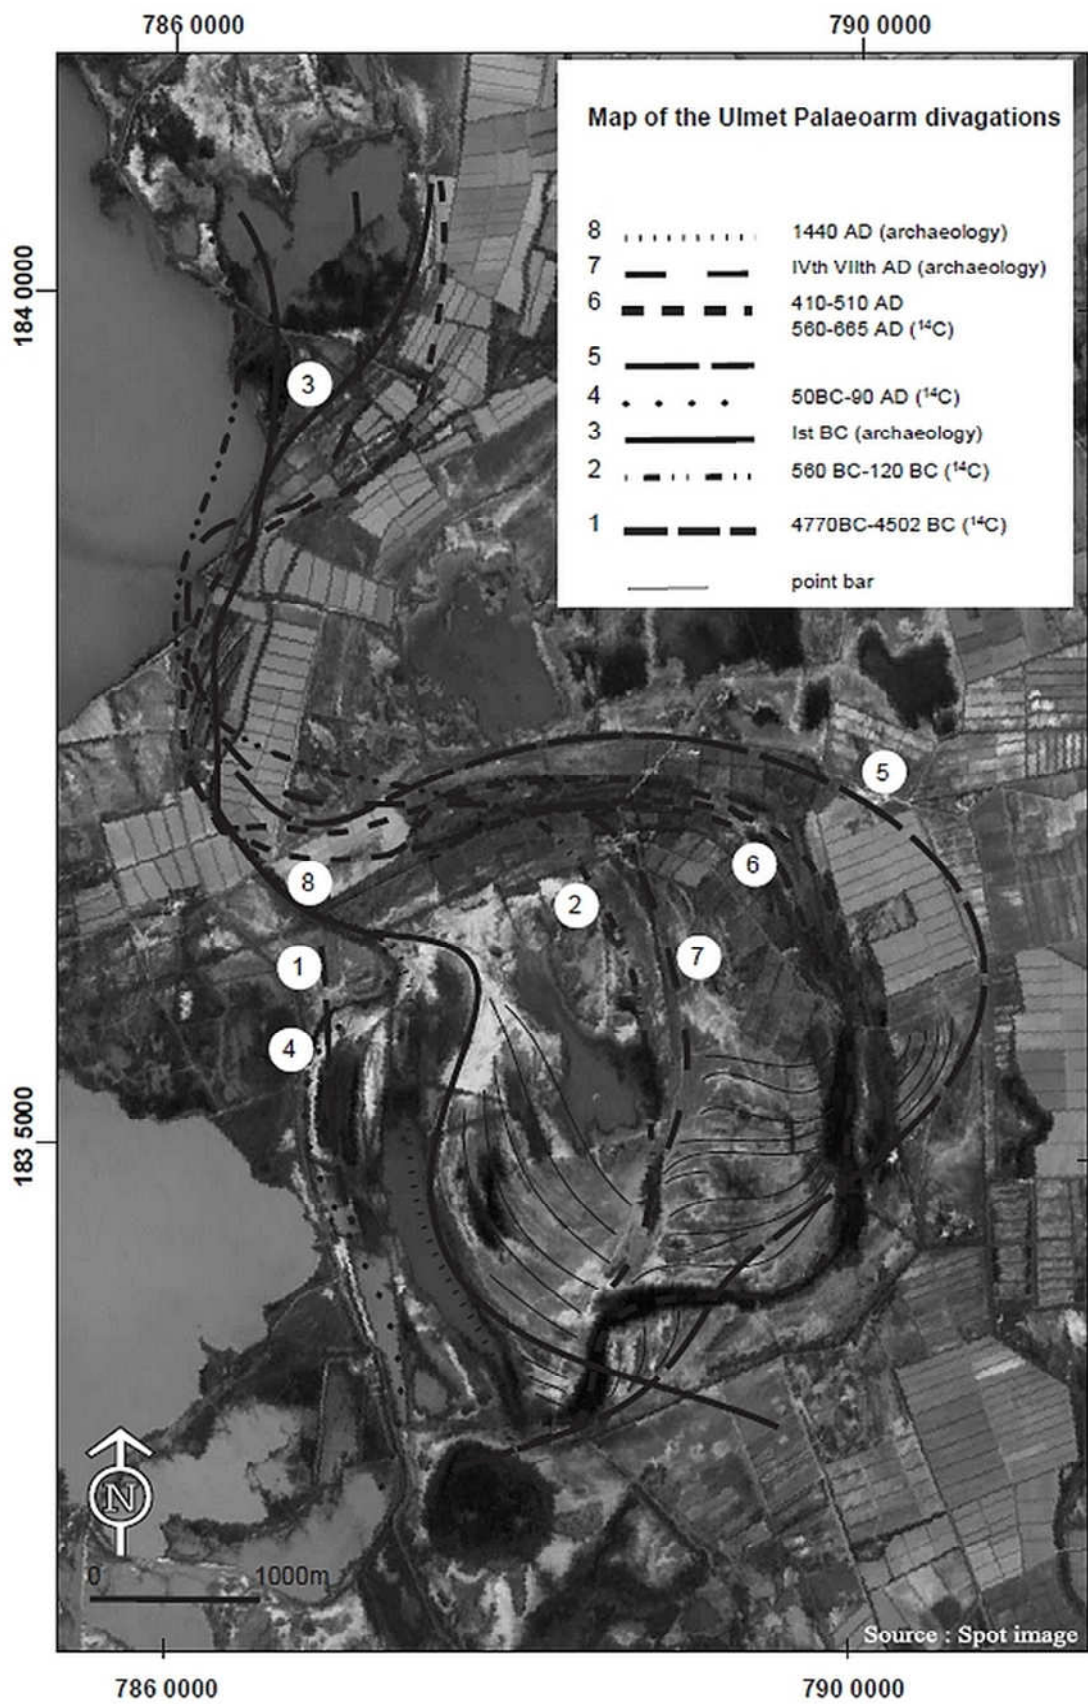 786 0000
790 0000
Map of the Ulmet Palaeoarm divagations
8
1440 AD (archaeology)
7
IVth VIIth AD (archaeology)
6
410-510 AD
560-665 AD (¹⁴C)
5
4
50BC-90 AD (¹⁴C)
3
Ist BC (archaeology)
2
560 BC-120 BC (¹⁴C)
1
4770BC-4502 BC (¹⁴C)
point bar
184 0000
3
5
6
8
2
7
1
4
183 5000
N
0
1000m
Source : Spot image
786 0000
790 0000